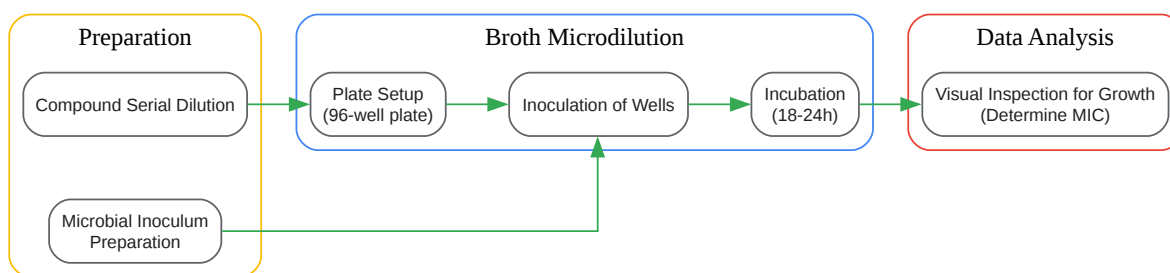 Preparation
Broth Microdilution
Data Analysis
Compound Serial Dilution
Plate Setup
(96-well plate)
Inoculation of Wells
Incubation
(18-24h)
Visual Inspection for Growth
(Determine MIC)
Microbial Inoculum
Preparation